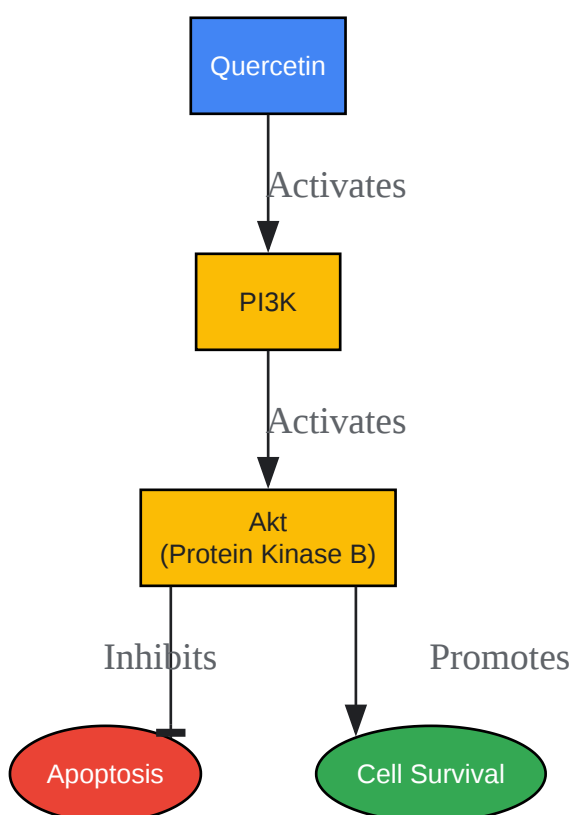 Quercetin
Activates
PI3K
Activates
Akt
(Protein Kinase B)
Inhibits
Promotes
Apoptosis
Cell Survival